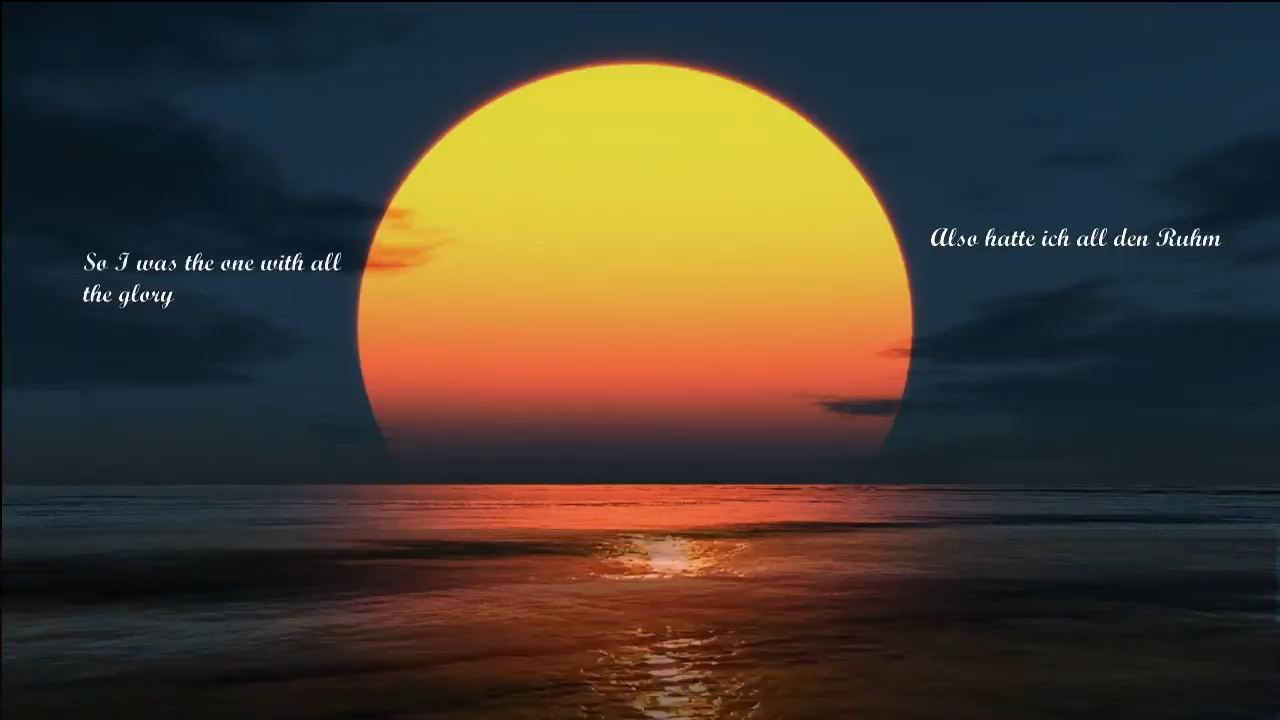 So I was the one with all
the glory
Also hatte ich all den Ruhm